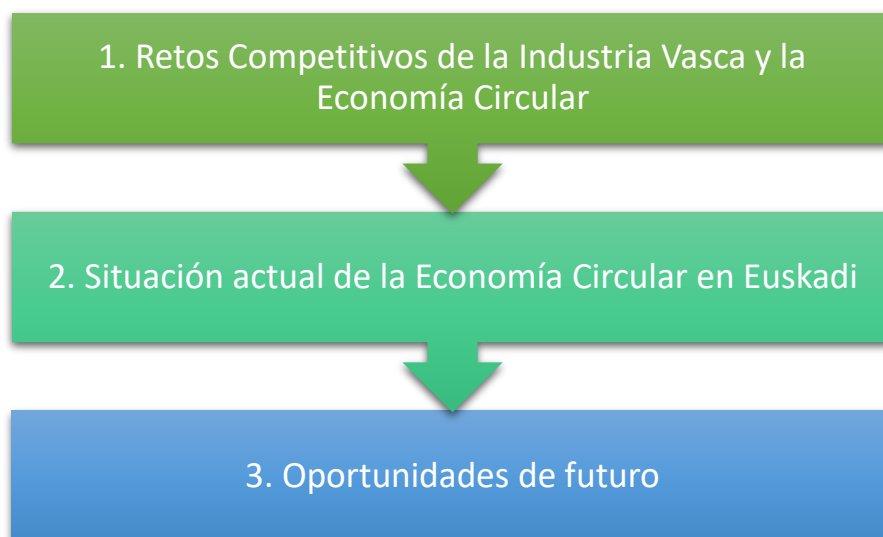 1. Retos Competitivos de la Industria Vasca y la
Economía Circular
2. Situación actual de la Economía Circular en Euskadi
3. Oportunidades de futuro